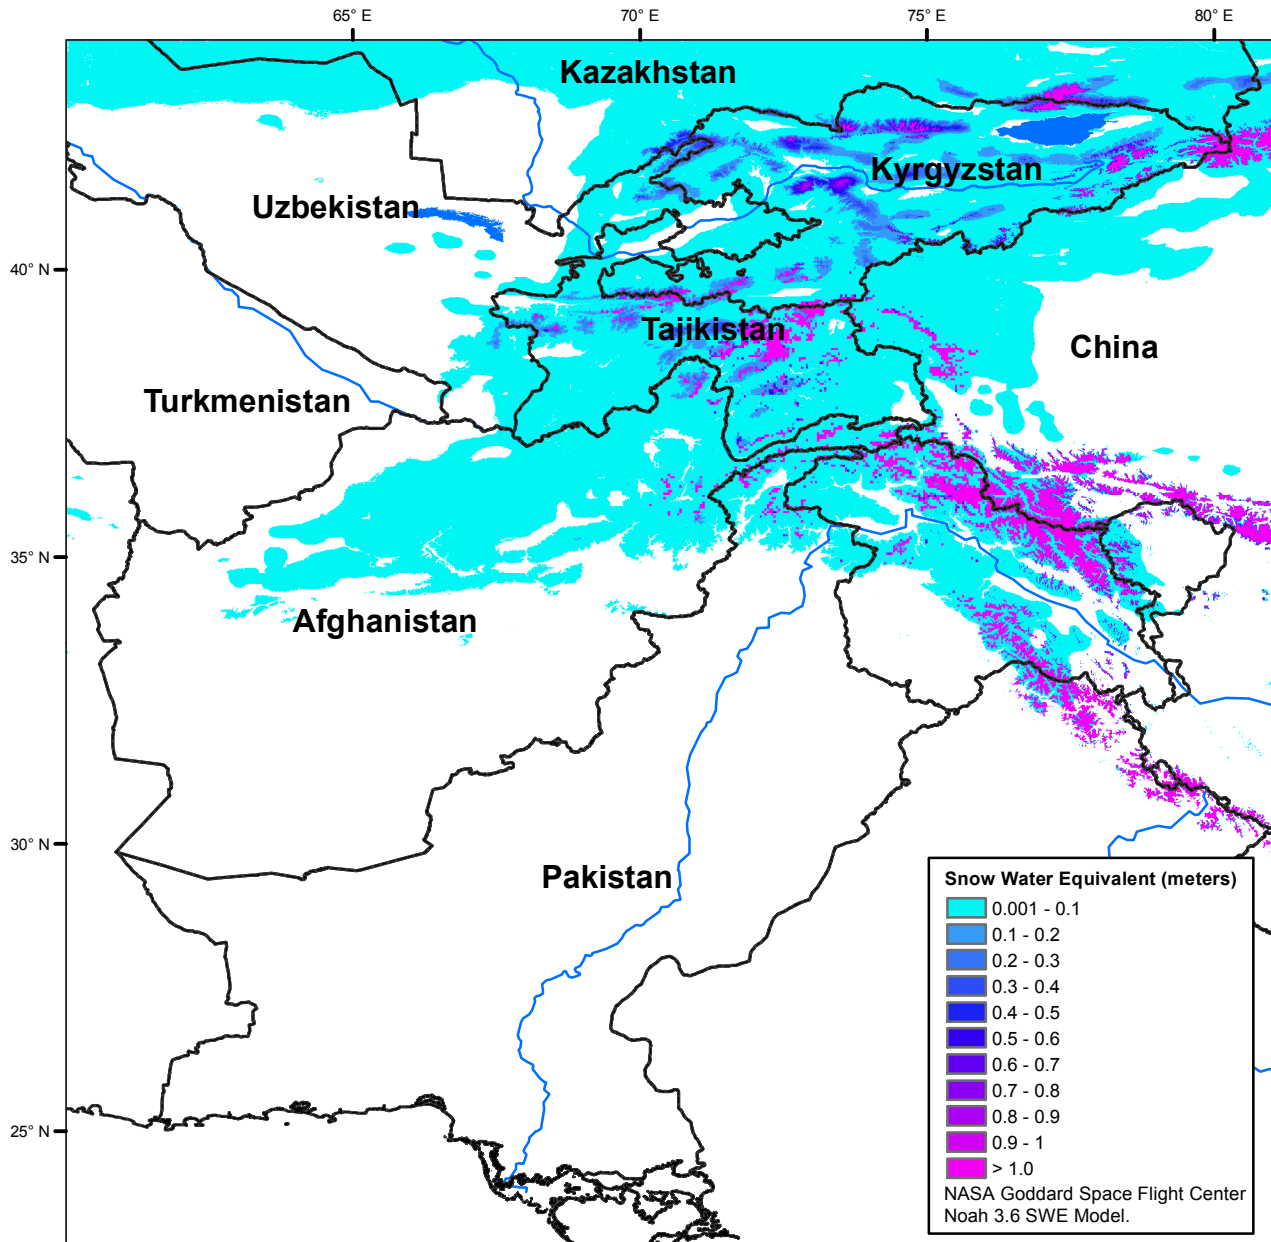 65° E
70° E
75° E
80° E
Kazakhstan
Kyrgyzstan
Uzbekistan
40° N
Tajikistan
China
Turkmenistan
35° N
Afghanistan
30° N
Pakistan
25° N
Snow Water Equivalent (meters)
0.001 - 0.1
0.1 - 0.2
0.2 - 0.3
0.3 - 0.4
0.4 - 0.5
0.5 - 0.6
0.6 - 0.7
0.7 - 0.8
0.8 - 0.9
0.9 - 1
> 1.0
NASA Goddard Space Flight Center
Noah 3.6 SWE Model.